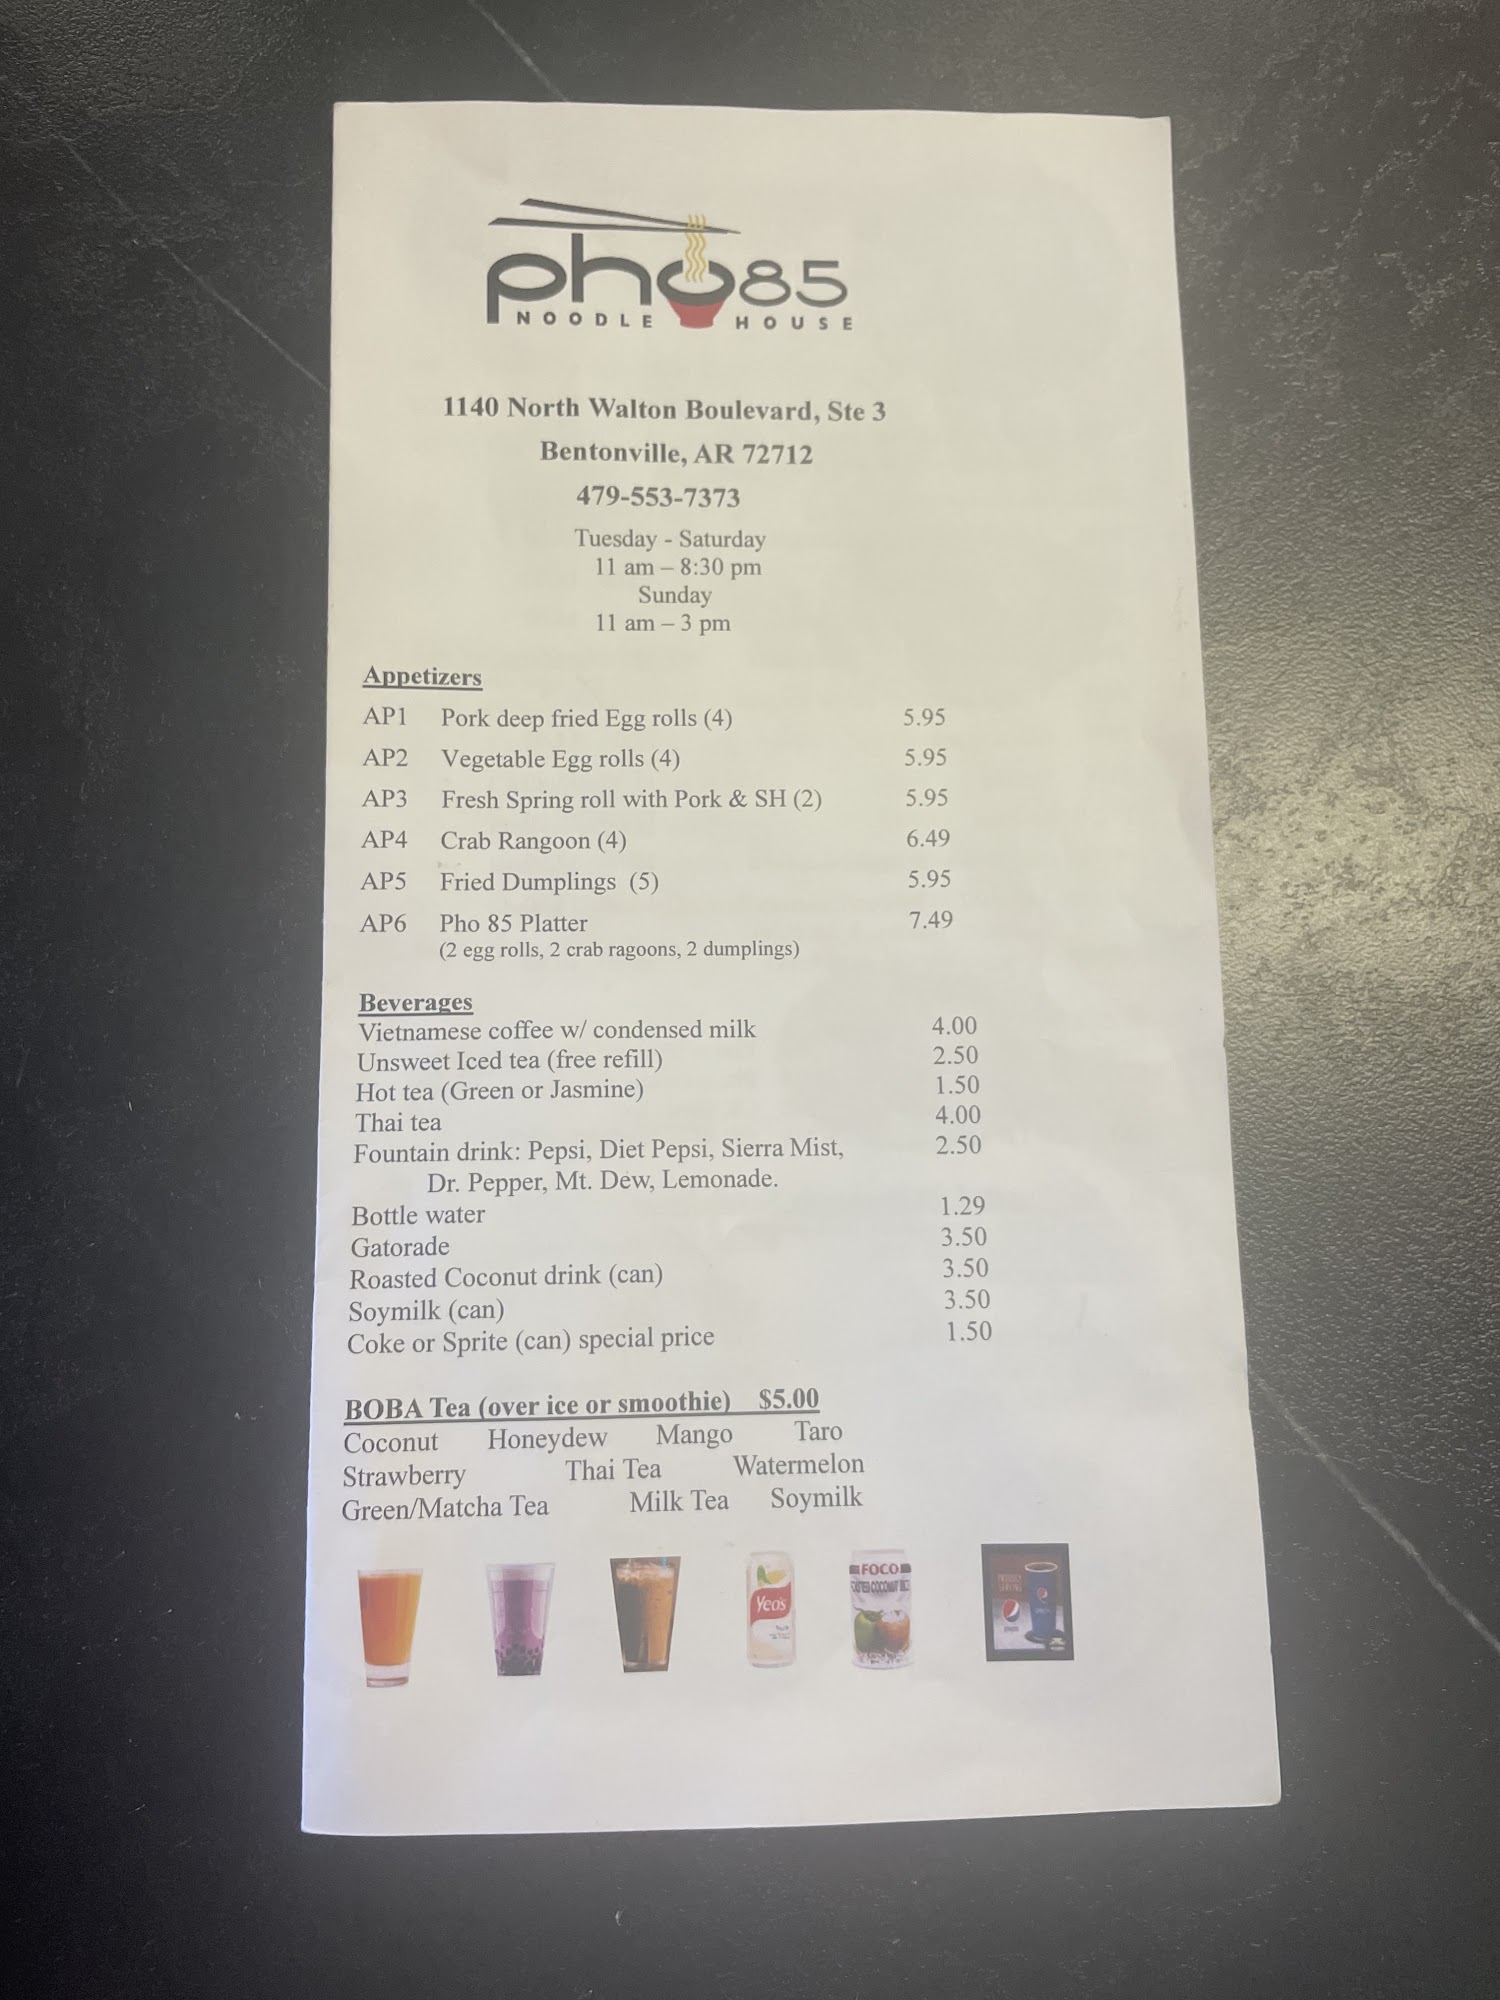 pho85
NOODLE HOUSE
1140 North Walton Boulevard, Ste 3
Bentonville, AR 72712
479-553-7373
Tuesday - Saturday
11 am – 8:30 pm
Sunday
11 am – 3 pm
Appetizers
AP1 Pork deep fried Egg rolls (4) 5.95
AP2 Vegetable Egg rolls (4) 5.95
AP3 Fresh Spring roll with Pork & SH (2) 5.95
AP4 Crab Rangoon (4) 6.49
AP5 Fried Dumplings (5) 5.95
AP6 Pho 85 Platter 7.49
(2 egg rolls, 2 crab ragoons, 2 dumplings)
Beverages
Vietnamese coffee w/ condensed milk 4.00
Unsweet Iced tea (free refill) 2.50
Hot tea (Green or Jasmine) 1.50
Thai tea 4.00
Fountain drink: Pepsi, Diet Pepsi, Sierra Mist, 2.50
Dr. Pepper, Mt. Dew, Lemonade.
Bottle water 1.29
Gatorade 3.50
Roasted Coconut drink (can) 3.50
Soymilk (can) 3.50
Coke or Sprite (can) special price 1.50
BOBA Tea (over ice or smoothie) $5.00
Coconut Honeydew Mango Taro
Strawberry Thai Tea Watermelon
Green/Matcha Tea Milk Tea Soymilk
Yeo's
FOCO